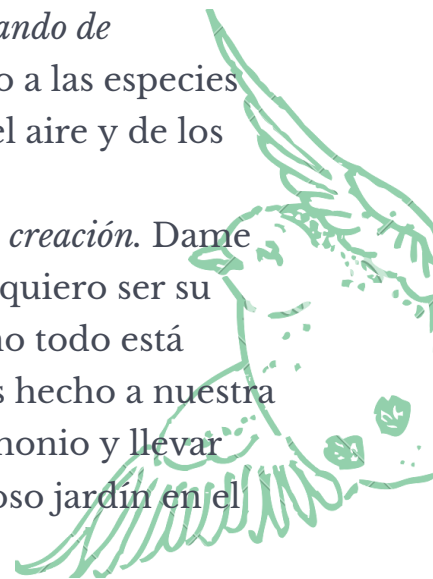 ando de
o a las especies
el aire y de los
creación. Dame
quiero ser su
no todo está
s hecho a nuestra
monio y llevar
oso jardín en el